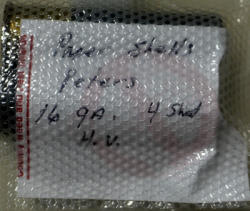 Paper Shells
Peters
16 GA. 4 Shot
H.V.